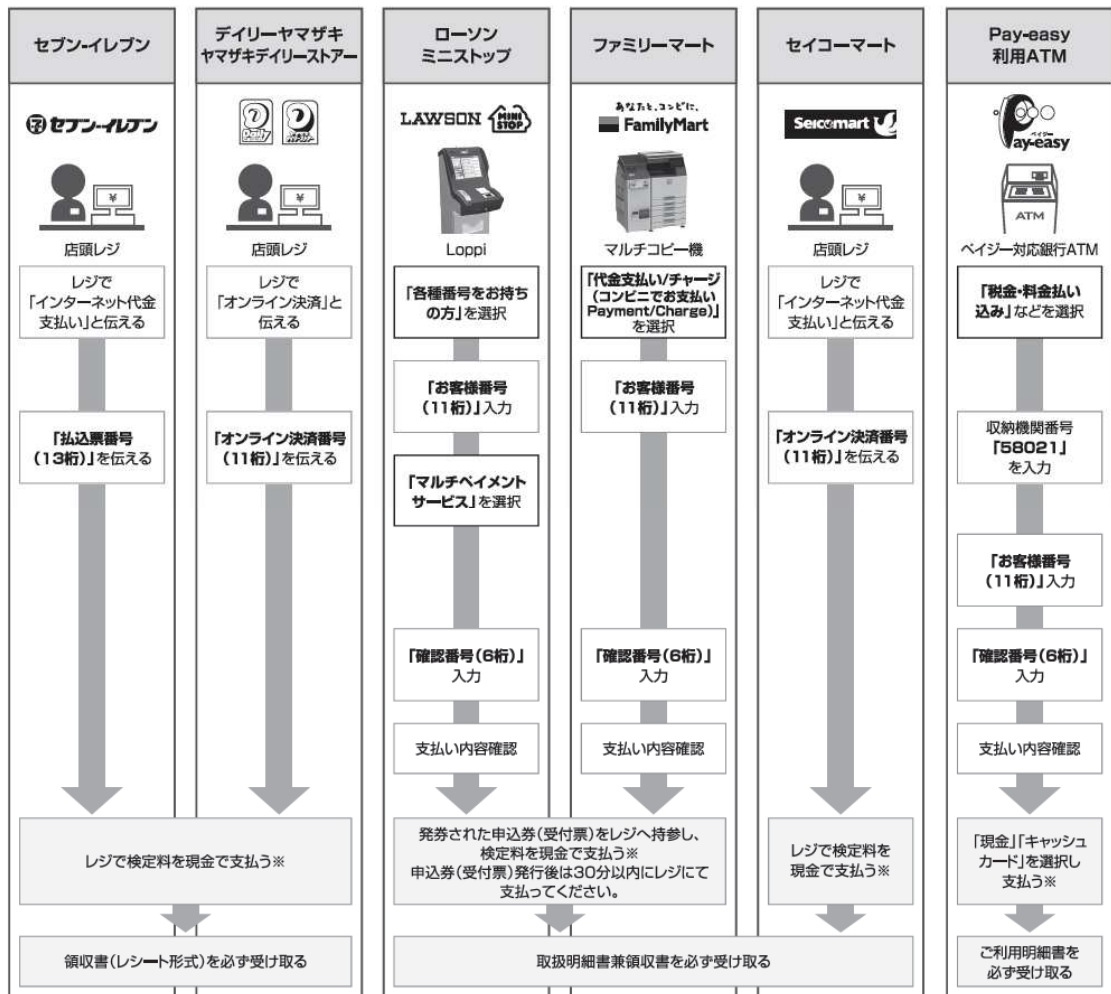 セブン-イレブン
セブン-イレブン
¥
店頭レジ
レジで
「インターネット代金
支払い」と伝える
「払込票番号
(13桁)」を伝える
デイリーヤマザキ
ヤマザキデイリーストアー
¥
店頭レジ
レジで
「オンライン決済」と
伝える
「オンライン決済番号
(11桁)」を伝える
レジで検定料を現金で支払う※
領収書(レシート形式)を必ず受け取る
ローソン
ミニストップ
LAWSON
MINI
STOP
Loppi
「各種番号をお持ち
の方」を選択
「お客様番号
(11桁)」入力
「マルチペイメント
サービス」を選択
「確認番号(6桁)」
入力
支払い内容確認
ファミリーマート
あなたと、コンビに、
FamilyMart
マルチコピー機
「代金支払い/チャージ
(コンビニでお支払い
Payment/Charge)」
を選択
「お客様番号
(11桁)」入力
「確認番号(6桁)」
入力
支払い内容確認
発券された申込券(受付票)をレジへ持参し、
検定料を現金で支払う※
申込券(受付票)発行後は30分以内にレジにて
支払ってください。
セイコーマート
Seicomart
¥
店頭レジ
レジで
「インターネット代金
支払い」と伝える
「オンライン決済番号
(11桁)」を伝える
レジで検定料を
現金で支払う※
取扱明細書兼領収書を必ず受け取る
Pay-easy
利用ATM
ペイジー
Pay-easy
ATM
ペイジー対応銀行ATM
「税金・料金払い
込み」などを選択
収納機関番号
「58021」
を入力
「お客様番号
(11桁)」入力
「確認番号(6桁)」
入力
支払い内容確認
「現金」「キャッシュ
カード」を選択し
支払う※
ご利用明細書を
必ず受け取る